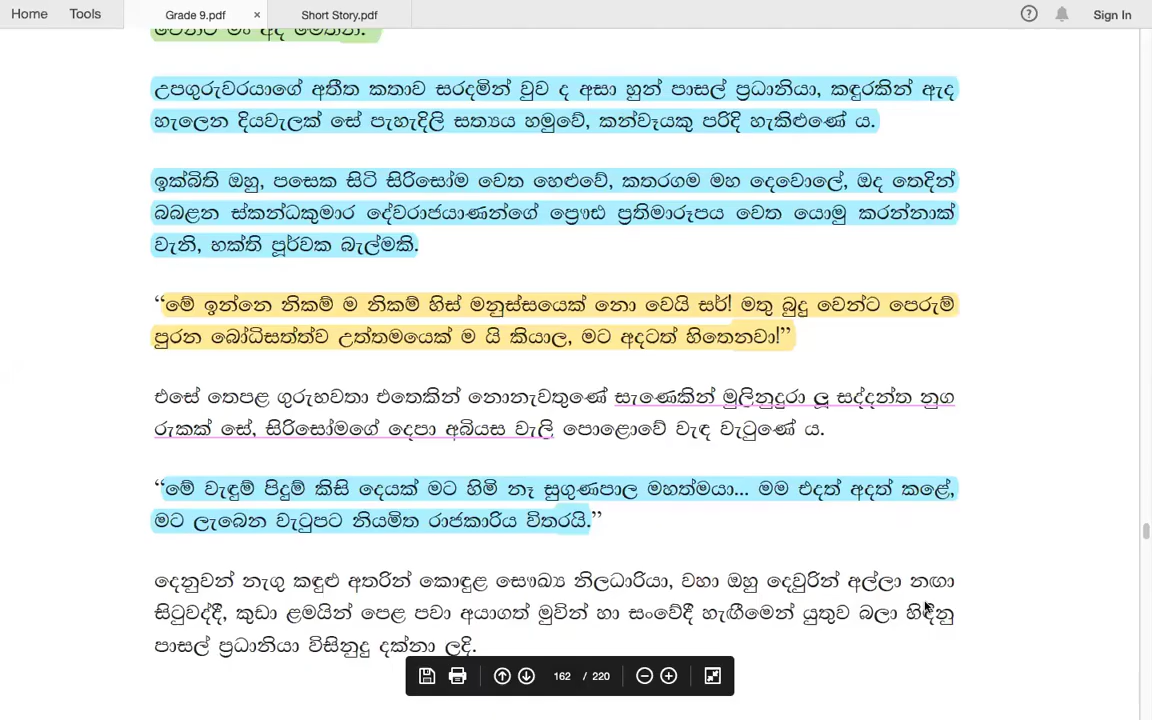 Home Tools Grade 9.pdf × Short Story.pdf Sign In
වෙනට මං අද මෙතන.”
උපගුරුවරයාගේ අතීත කතාව සරදමින් වුව ද අසා හුන් පාසල් ප්‍රධානියා, කඳුරකින් ඇද
හැලෙන දියවැලක් සේ පැහැදිලි සත්‍යය හමුවේ, කන්වැයකු පරිදි හැකිළුණේ ය.
ඉක්බිති ඔහු, පසෙක සිටි සිරිසෝම වෙත හෙළුවේ, කතරගම මහ දෙවොලේ, ඔද තෙදින්
බබළන ස්කන්ධකුමාර දේවරාජයාණන්ගේ ප්‍රෞඪ ප්‍රතිමාරූපය වෙත යොමු කරන්නාක්
වැනි, භක්ති පූර්වක බැල්මකි.
“මේ ඉන්නෙ නිකම් ම නිකම් හිස් මනුස්සයෙක් නො වෙයි සර්! මතු බුදු වෙන්ට පෙරුම්
පුරන බෝධිසත්ත්ව උත්තමයෙක් ම යි කියාල, මට අදටත් හිතෙනවා!”
එසේ තෙපළ ගුරුභවතා එතෙකින් නොනැවතුණේ සැණෙකින් මුලිනුදුරා ලූ සද්දන්ත නුග
රුකක් සේ, සිරිසෝමගේ දෙපා අබියස වැලි පොළොවේ වැඳ වැටුණේ ය.
“මේ වැඳුම් පිදුම් කිසි දෙයක් මට හිමි නෑ සුගුණපාල මහත්මයා... මම එදත් අදත් කළේ,
මට ලැබෙන වැටුපට නියමිත රාජකාරිය විතරයි.”
දෙනුවන් නැගු කඳුළු අතරින් කොඳුළ සෞඛ්‍ය නිලධාරියා, වහා ඔහු දෙවුරින් අල්ලා නඟා
සිටුවද්දී, කුඩා ළමයින් පෙළ පවා අයාගත් මුවින් හා සංවේදී හැඟීමෙන් යුතුව බලා හිඳිනු
පාසල් ප්‍රධානියා විසිනුදු දක්නා ලදි.
162 / 220